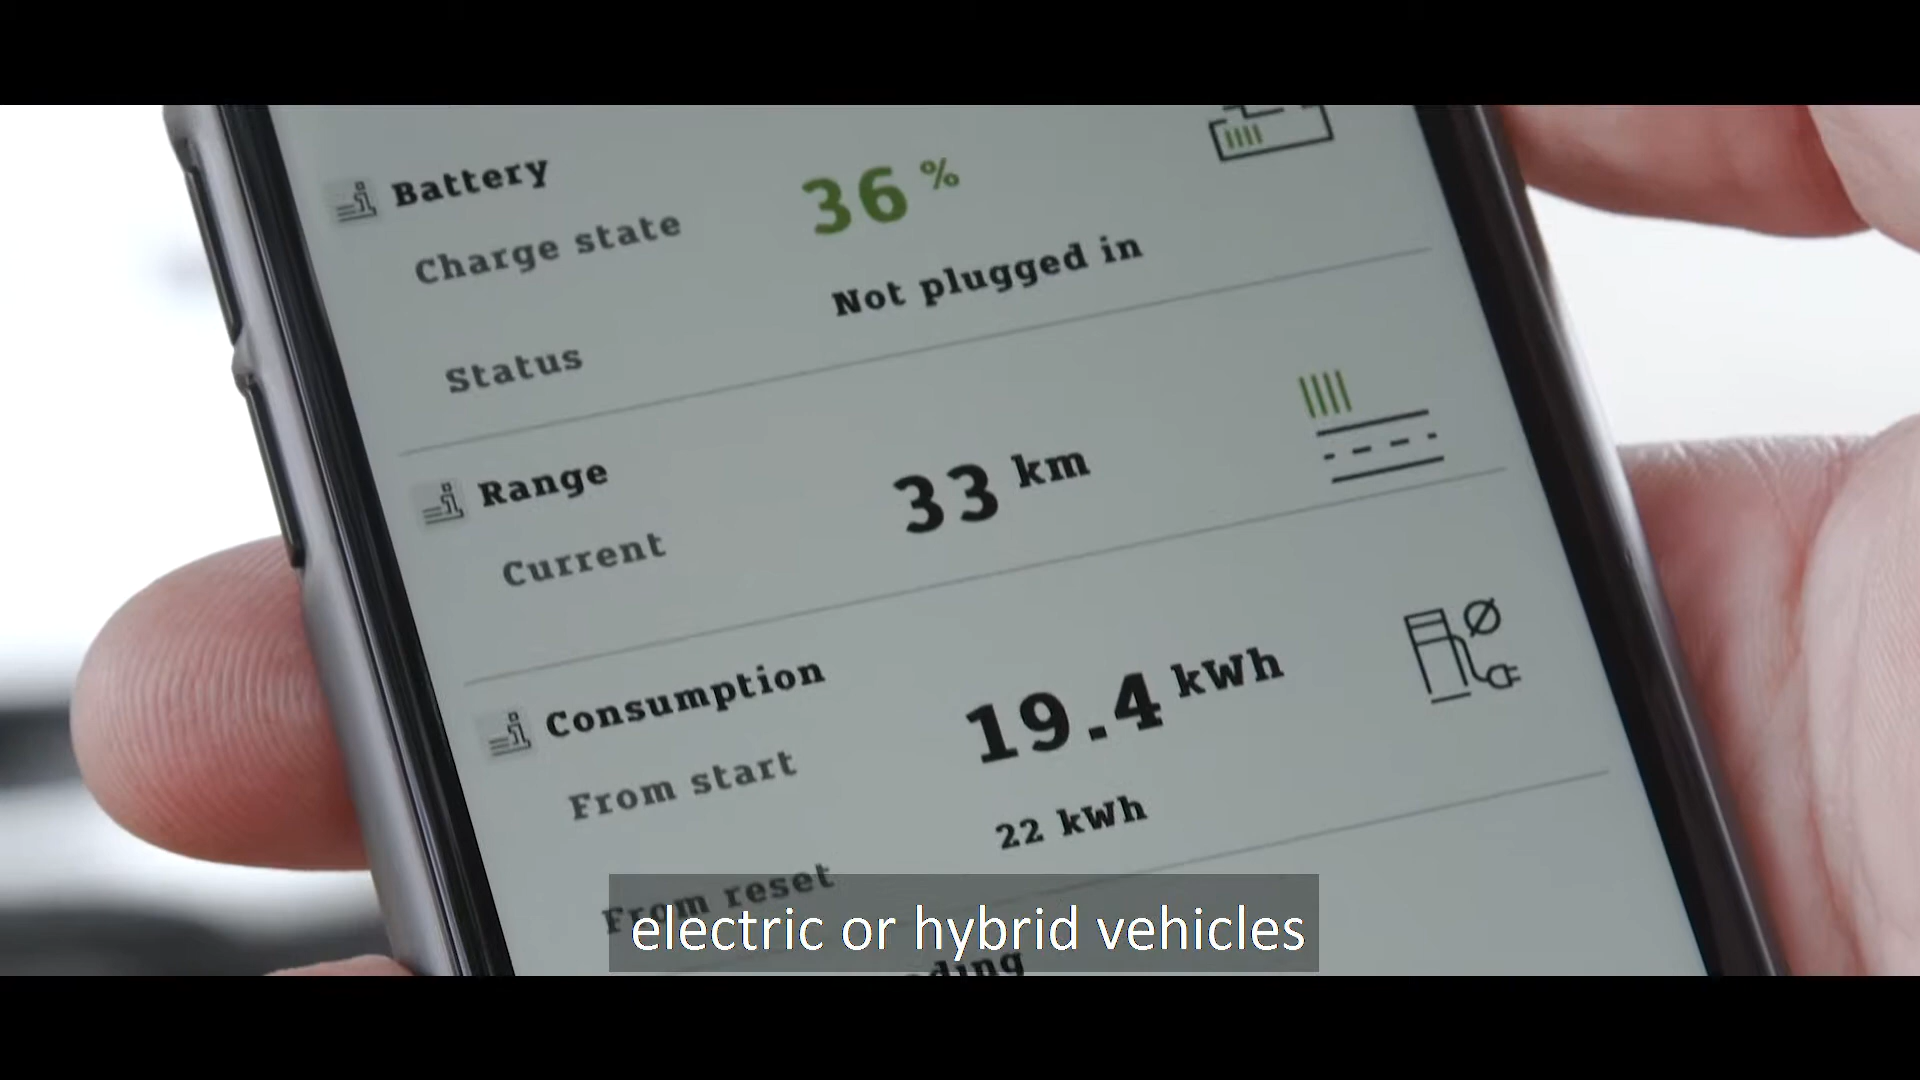 Battery
Charge state 36 %
Status Not plugged in
Range
Current 33 km
Consumption
From start 19.4 kWh
From reset 22 kWh
electric or hybrid vehicles